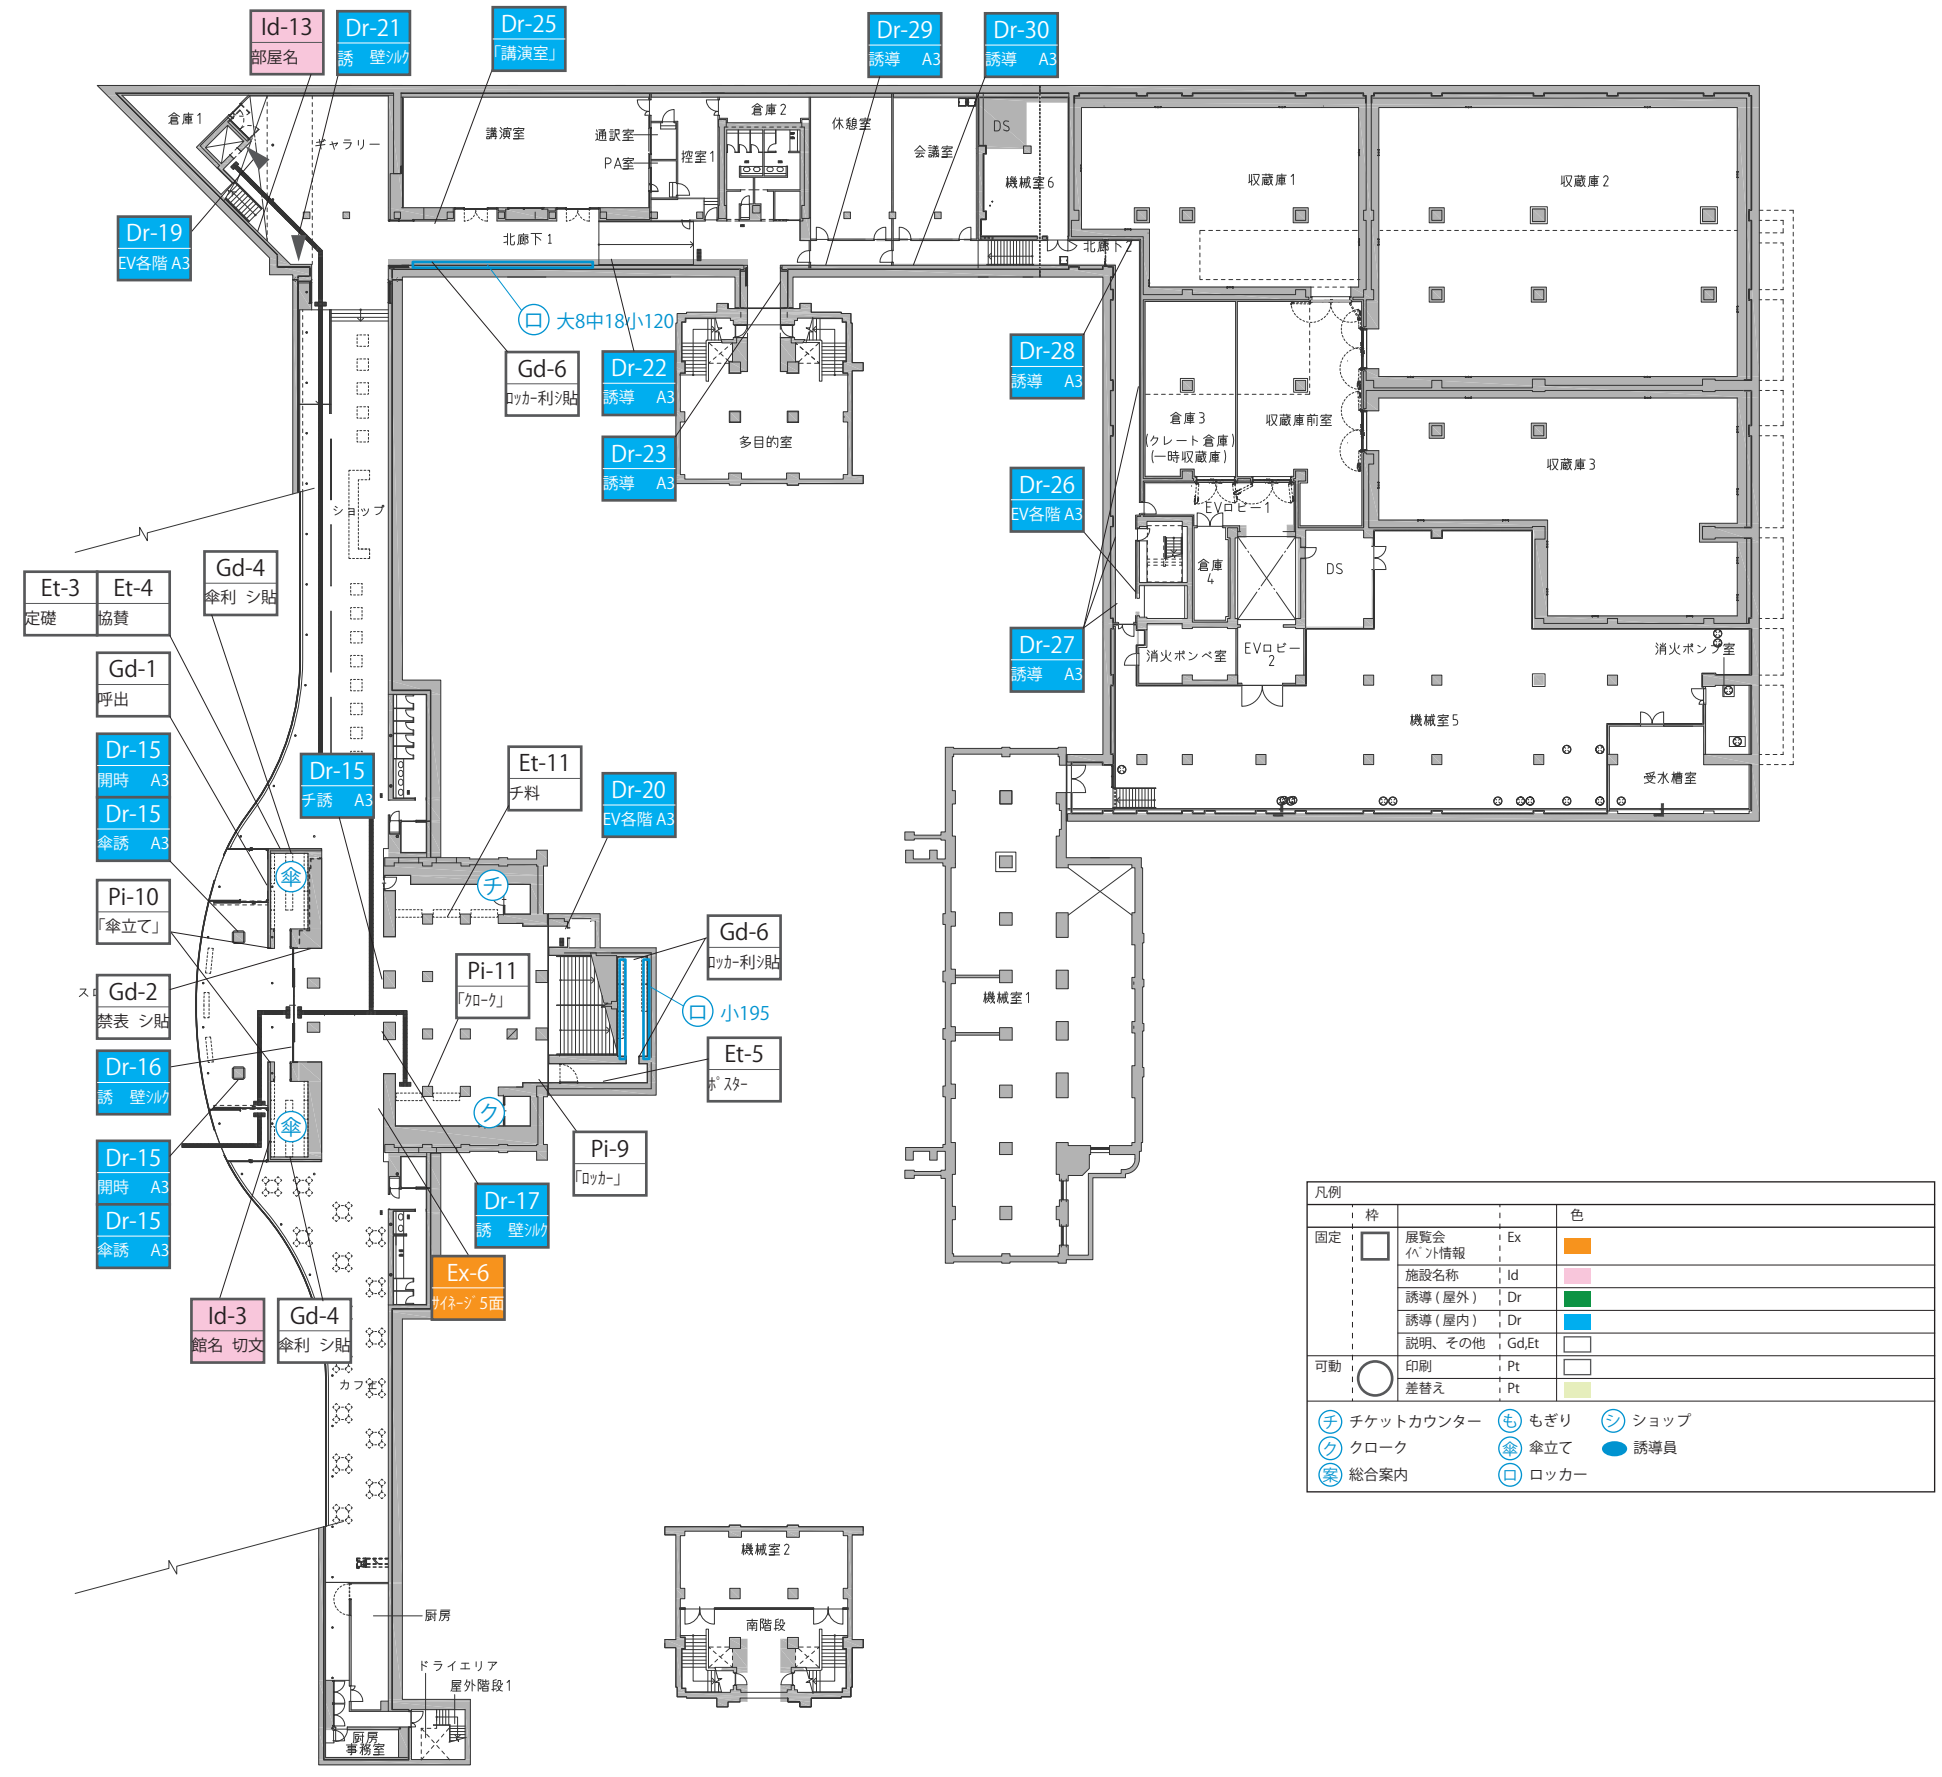 Id-13
部屋名
Dr-21
誘 壁ｼﾙｸ
Dr-25
「講演室」
Dr-29
誘導 A3
Dr-30
誘導 A3
倉庫1
ギャラリー
講演室
通訳室
PA室
控室1
倉庫2
休憩室
会議室
DS
機械室6
収蔵庫1
収蔵庫2
Dr-19
EV各階 A3
北廊下1
北廊下2
ロ 大8中18小120
Gd-6
ﾛｯｶｰ利ｼ貼
Dr-22
誘導 A3
Dr-23
誘導 A3
多目的室
Dr-28
誘導 A3
倉庫3
(クレート倉庫)
(一時収蔵庫)
収蔵庫前室
収蔵庫3
Dr-26
EV各階 A3
EVロビー1
倉庫
4
DS
ショップ
Gd-4
傘利 シ貼
Et-3
定礎
Et-4
協賛
Gd-1
呼出
Dr-27
誘導 A3
消火ボンベ室
EVロビー
2
消火ポンプ室
機械室5
受水槽室
Dr-15
開時 A3
Dr-15
傘誘 A3
Dr-15
チ誘 A3
Et-11
チ料
Dr-20
EV各階 A3
傘
チ
Pi-10
「傘立て」
Gd-6
ﾛｯｶｰ利ｼ貼
Pi-11
「ｸﾛｰｸ」
Gd-2
禁表 シ貼
ロ 小195
機械室1
Dr-16
誘 壁ｼﾙｸ
Et-5
ﾎﾟｽﾀｰ
ク
傘
Pi-9
「ﾛｯｶｰ」
Dr-15
開時 A3
Dr-15
傘誘 A3
Dr-17
誘 壁ｼﾙｸ
Ex-6
ｻｲﾈｰｼﾞ5面
Id-3
館名 切文
Gd-4
傘利 シ貼
カフェ
機械室2
南階段
厨房
ドライエリア
屋外階段1
厨房
事務室
凡例
枠 色
固定 展覧会
ｲﾍﾞﾝﾄ情報 Ex
施設名称 Id
誘導(屋外) Dr
誘導(屋内) Dr
説明、その他 Gd,Et
可動 印刷 Pt
差替え Pt
チ チケットカウンター も もぎり シ ショップ
ク クローク 傘 傘立て 誘導員
案 総合案内 ロ ロッカー